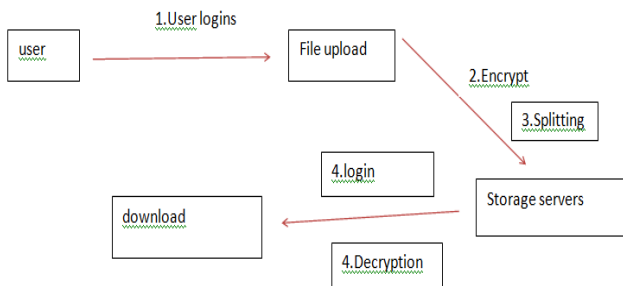 1.User logins
user
File upload
2.Encrypt
3.Splitting
4.login
Storage servers
download
4.Decryption